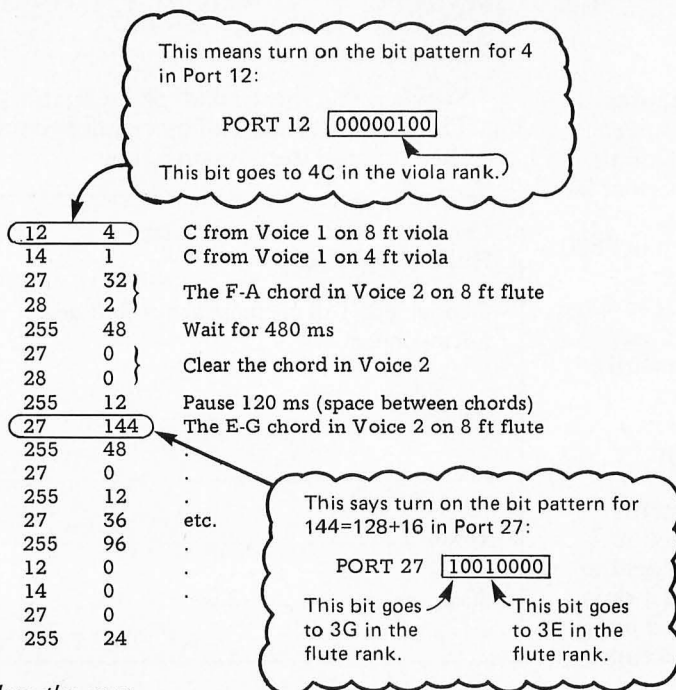 This means turn on the bit pattern for 4
in Port 12:
PORT 12 00000100
This bit goes to 4C in the viola rank.
12 4 C from Voice 1 on 8 ft viola
14 1 C from Voice 1 on 4 ft viola
27 32
28 2
The F-A chord in Voice 2 on 8 ft flute
255 48 Wait for 480 ms
27 0
28 0
Clear the chord in Voice 2
255 12 Pause 120 ms (space between chords)
27 144 The E-G chord in Voice 2 on 8 ft flute
255 48 .
27 0 .
255 12 .
27 36 etc.
255 96 .
12 0 .
14 0 .
27 0
255 24
This says turn on the bit pattern for
144=128+16 in Port 27:
PORT 27 10010000
This bit goes
to 3G in the
flute rank.
This bit goes
to 3E in the
flute rank.